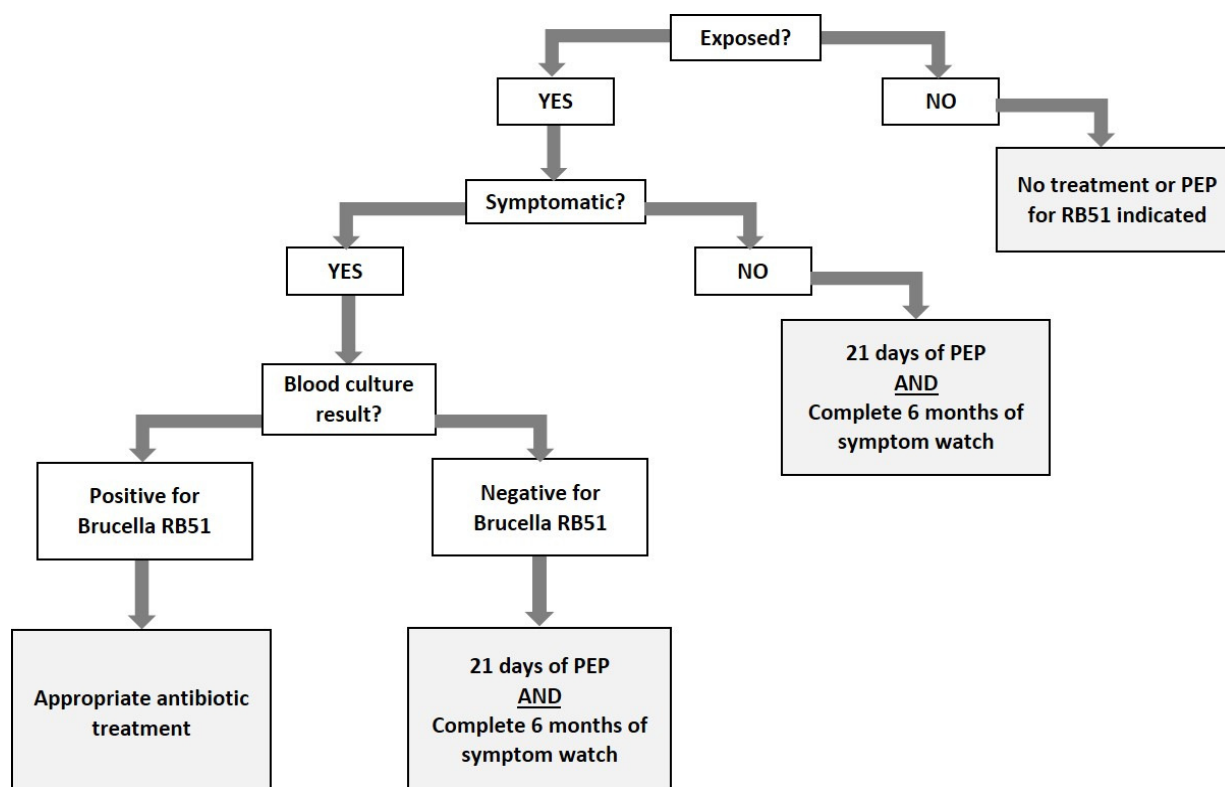 Exposed?
YES
NO
No treatment or PEP
for RB51 indicated
Symptomatic?
YES
NO
21 days of PEP
AND
Complete 6 months of
symptom watch
Blood culture
result?
Positive for
Brucella RB51
Negative for
Brucella RB51
Appropriate antibiotic
treatment
21 days of PEP
AND
Complete 6 months of
symptom watch